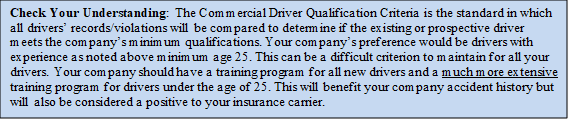 Check Your Understanding: The Commercial Driver Qualification Criteria is the standard in which
all drivers' records/violations will be compared to determine if the existing or prospective driver
meets the company's minimum qualifications. Your company's preference would be drivers with
experience as noted above minimum age 25. This can be a difficult criterion to maintain for all your
drivers. Your company should have a training program for all new drivers and a much more extensive
training program for drivers under the age of 25. This will benefit your company accident history but
will also be considered a positive to your insurance carrier.